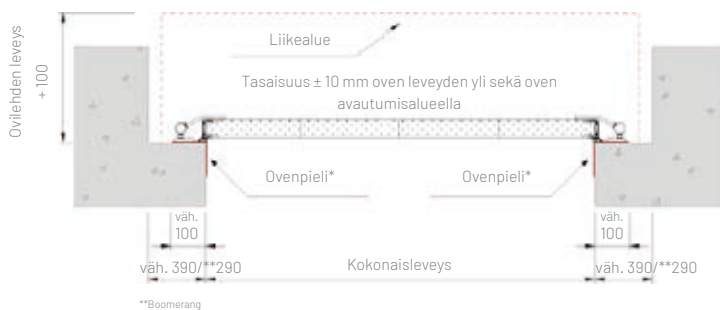 Liikealue
Ovilehden leveys
+ 100
Tasaisuus ± 10 mm oven leveyden yli sekä oven
avautumisalueella
Ovenpieli*
Ovenpieli*
väh.
100
väh.
100
väh. 390/**290
Kokonaisleveys
väh. 390/**290
**Boomerang